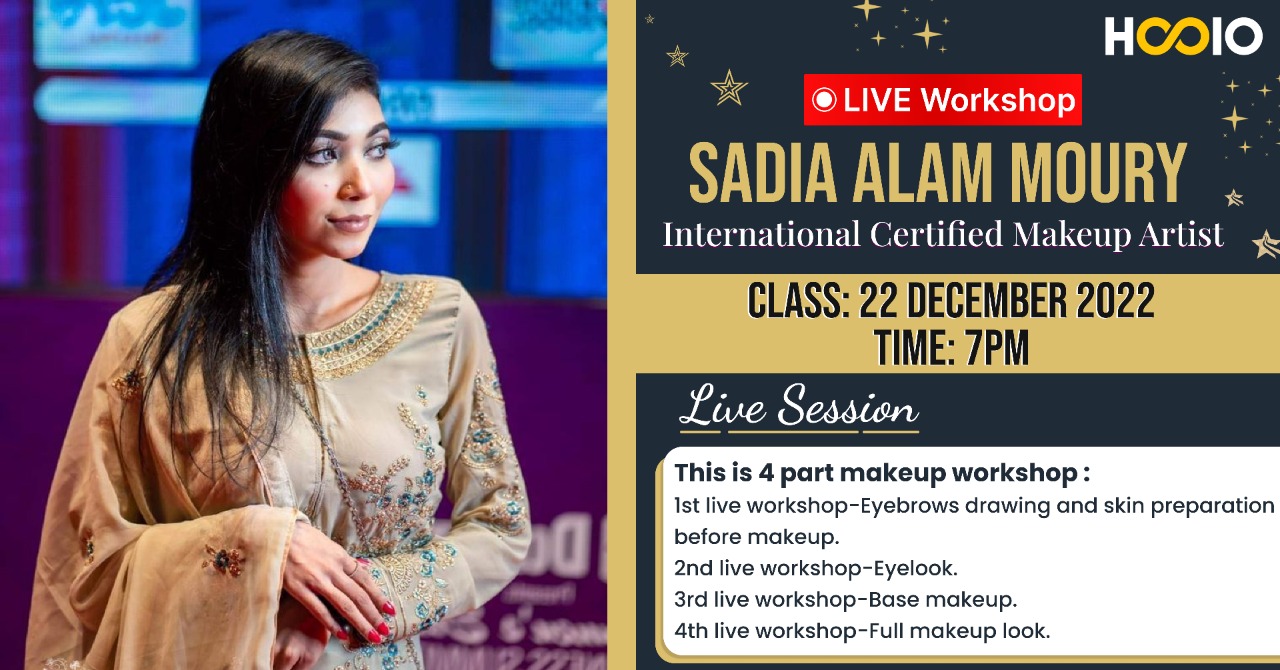 HOOIO
LIVE Workshop
SADIA ALAM MOURY
International Certified Makeup Artist
CLASS: 22 DECEMBER 2022
TIME: 7PM
Live Session
This is 4 part makeup workshop :
1st live workshop-Eyebrows drawing and skin preparation
before makeup.
2nd live workshop-Eyelook.
3rd live workshop-Base makeup.
4th live workshop-Full makeup look.